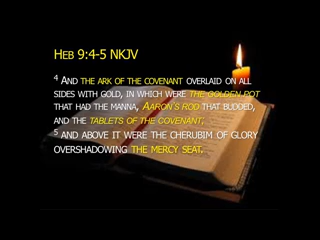 HEB 9:4-5 NKJV
4 AND THE ARK OF THE COVENANT OVERLAID ON ALL
SIDES WITH GOLD, IN WHICH WERE THE GOLDEN POT
THAT HAD THE MANNA, AARON'S ROD THAT BUDDED,
AND THE TABLETS OF THE COVENANT;
5 AND ABOVE IT WERE THE CHERUBIM OF GLORY
OVERSHADOWING THE MERCY SEAT.